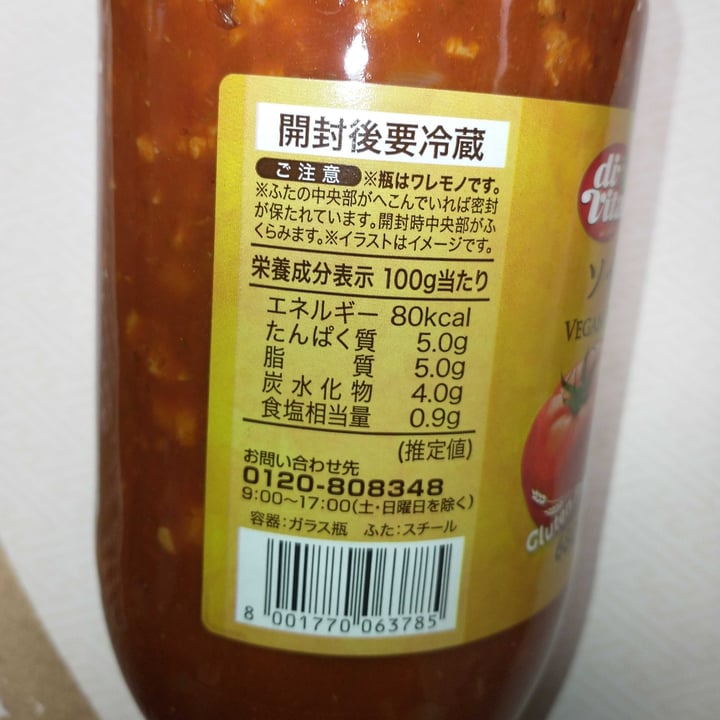 開封後要冷蔵
ご注意 ※瓶はワレモノです。
※ふたの中央部がへこんでいれば密封
が保たれています。開封時中央部がふ
くらみます。※イラストはイメージです。
栄養成分表示 100g当たり
エネルギー 80kcal
たんぱく質 5.0g
脂質 5.0g
炭水化物 4.0g
食塩相当量 0.9g
(推定値)
お問い合わせ先
0120-808348
9:00～17:00(土・日曜日を除く)
容器:ガラス瓶 ふた:スチール
8 001770 063785
di
Vita
ソ
VEGAN
Gluten